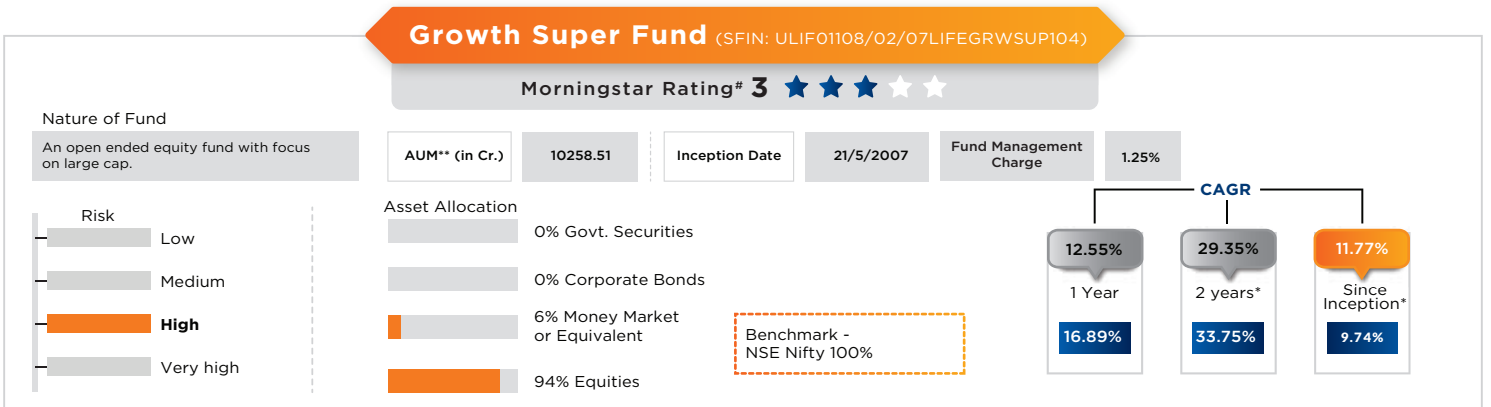 Growth Super Fund (SFIN: ULIF01108/02/07LIFEGRWSUP104)
Morningstar Rating# 3
Nature of Fund
An open ended equity fund with focus
on large cap.
AUM** (in Cr.)
10258.51
Inception Date
21/5/2007
Fund Management
Charge
1.25%
Risk
Low
Medium
High
Very high
Asset Allocation
0% Govt. Securities
0% Corporate Bonds
6% Money Market
or Equivalent
94% Equities
Benchmark -
NSE Nifty 100%
CAGR
12.55%
1 Year
16.89%
29.35%
2 years*
33.75%
11.77%
Since
Inception*
9.74%